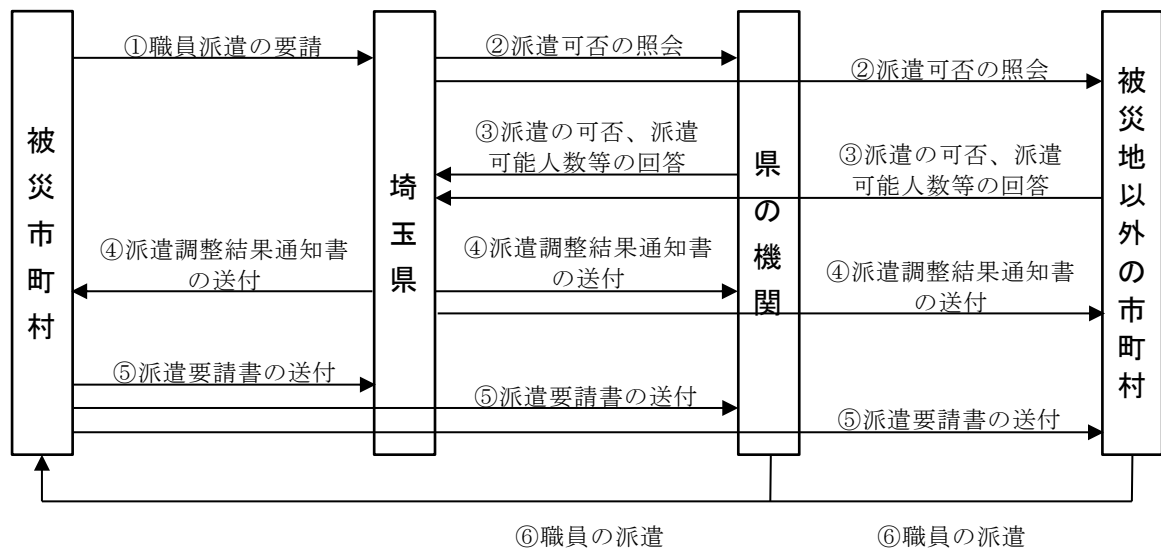 ①職員派遣の要請
②派遣可否の照会
②派遣可否の照会
③派遣の可否、派遣
可能人数等の回答
③派遣の可否、派遣
可能人数等の回答
被災市町村
埼玉県
県の機関
被災地以外の市町村
④派遣調整結果通知書
の送付
④派遣調整結果通知書
の送付
④派遣調整結果通知書
の送付
⑤派遣要請書の送付
⑤派遣要請書の送付
⑤派遣要請書の送付
⑥職員の派遣
⑥職員の派遣